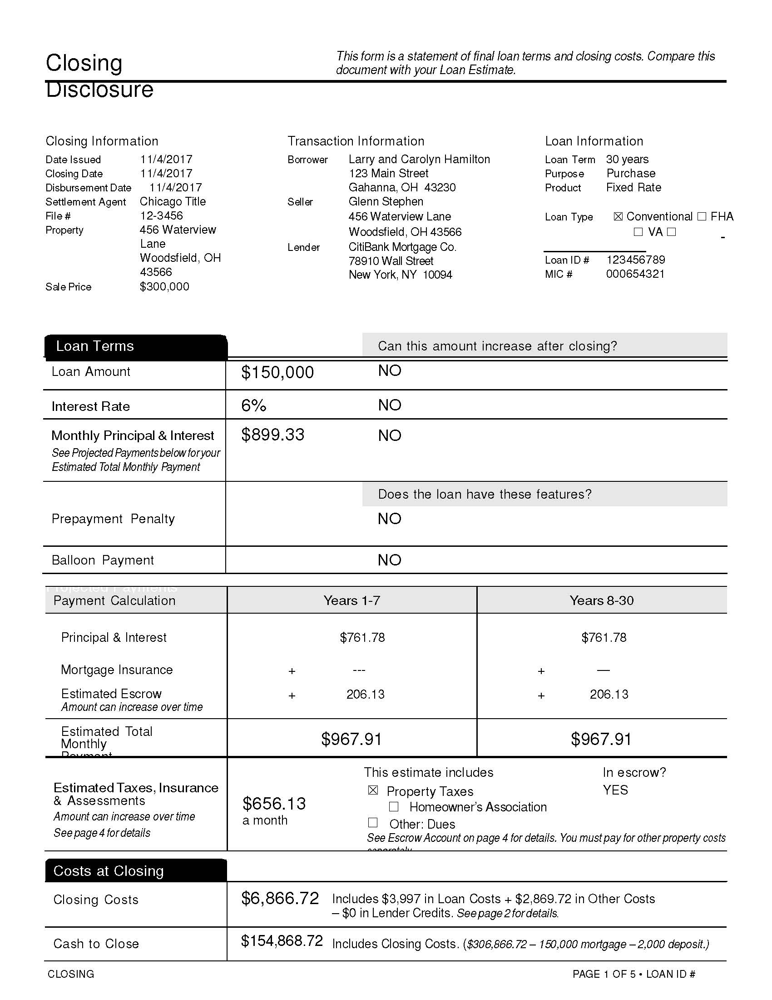 Closing
Disclosure
This form is a statement of final loan terms and closing costs. Compare this
document with your Loan Estimate.
Closing Information
Date Issued 11/4/2017
Closing Date 11/4/2017
Disbursement Date 11/4/2017
Settlement Agent Chicago Title
File # 12-3456
Property 456 Waterview
Lane
Woodsfield, OH
43566
Sale Price $300,000
Transaction Information
Borrower Larry and Carolyn Hamilton
123 Main Street
Gahanna, OH 43230
Seller Glenn Stephen
456 Waterview Lane
Woodsfield, OH 43566
Lender CitiBank Mortgage Co.
78910 Wall Street
New York, NY 10094
Loan Information
Loan Term 30 years
Purpose Purchase
Product Fixed Rate
Loan Type ☒ Conventional ☐ FHA
☐ VA ☐ -
Loan ID # 123456789
MIC # 000654321
Loan Terms Can this amount increase after closing?
Loan Amount $150,000 NO
Interest Rate 6% NO
Monthly Principal & Interest $899.33 NO
See Projected Payments below for your
Estimated Total Monthly Payment
Does the loan have these features?
Prepayment Penalty NO
Balloon Payment NO
Projected Payments
Payment Calculation Years 1-7 Years 8-30
Principal & Interest $761.78 $761.78
Mortgage Insurance + --- + —
Estimated Escrow + 206.13 + 206.13
Amount can increase over time
Estimated Total
Monthly
Payment
$967.91 $967.91
Estimated Taxes, Insurance
& Assessments
Amount can increase over time
See page 4 for details
$656.13
a month
This estimate includes In escrow?
☒ Property Taxes YES
☐ Homeowner's Association
☐ Other: Dues
See Escrow Account on page 4 for details. You must pay for other property costs
separately.
Costs at Closing
Closing Costs $6,866.72 Includes $3,997 in Loan Costs + $2,869.72 in Other Costs
– $0 in Lender Credits. See page 2 for details.
Cash to Close $154,868.72 Includes Closing Costs. ($306,866.72 – 150,000 mortgage – 2,000 deposit.)
CLOSING PAGE 1 OF 5 • LOAN ID #